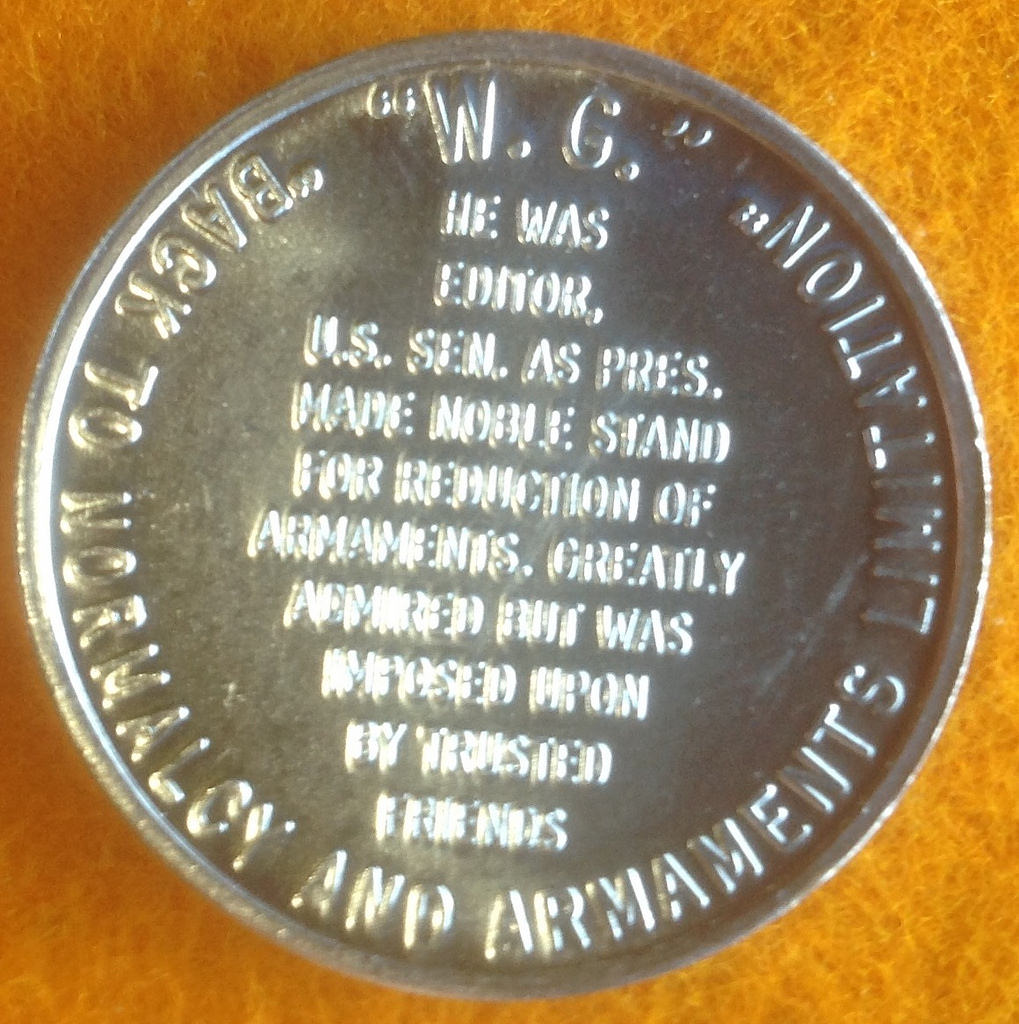 "W. G."
HE WAS
EDITOR,
U.S. SEN. AS PRES.
MADE NOBLE STAND
FOR REDUCTION OF
ARMAMENTS. GREATLY
ADMIRED BUT WAS
IMPOSED UPON
BY TRUSTED
FRIENDS
"BACK TO NORMALCY AND ARMAMENTS LIMITATION"